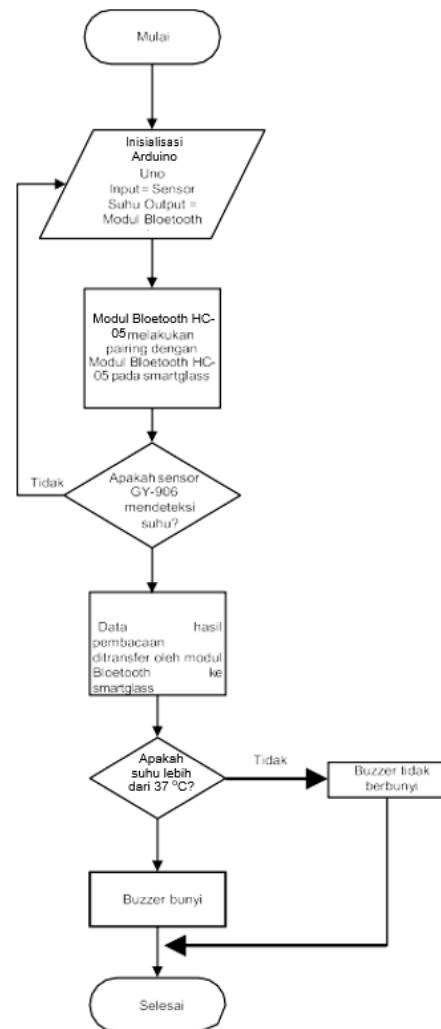 Mulai
Inisialisasi
Arduino
Uno
Input= Sensor
Suhu Output =
Modul Bloetooth
Modul Bloetooth HC-
05 melakukan
pairing dengan
Modul Bloetooth HC-
05 pada smartglass
Tidak
Apakah sensor
GY-906
mendeteksi
suhu?
Data hasil
pembacaan
ditransfer oleh modul
Bloetooth ke
smartglass
Apakah
suhu lebih
dari 37 °C?
Tidak
Buzzer tidak
berbunyi
Buzzer bunyi
Selesai